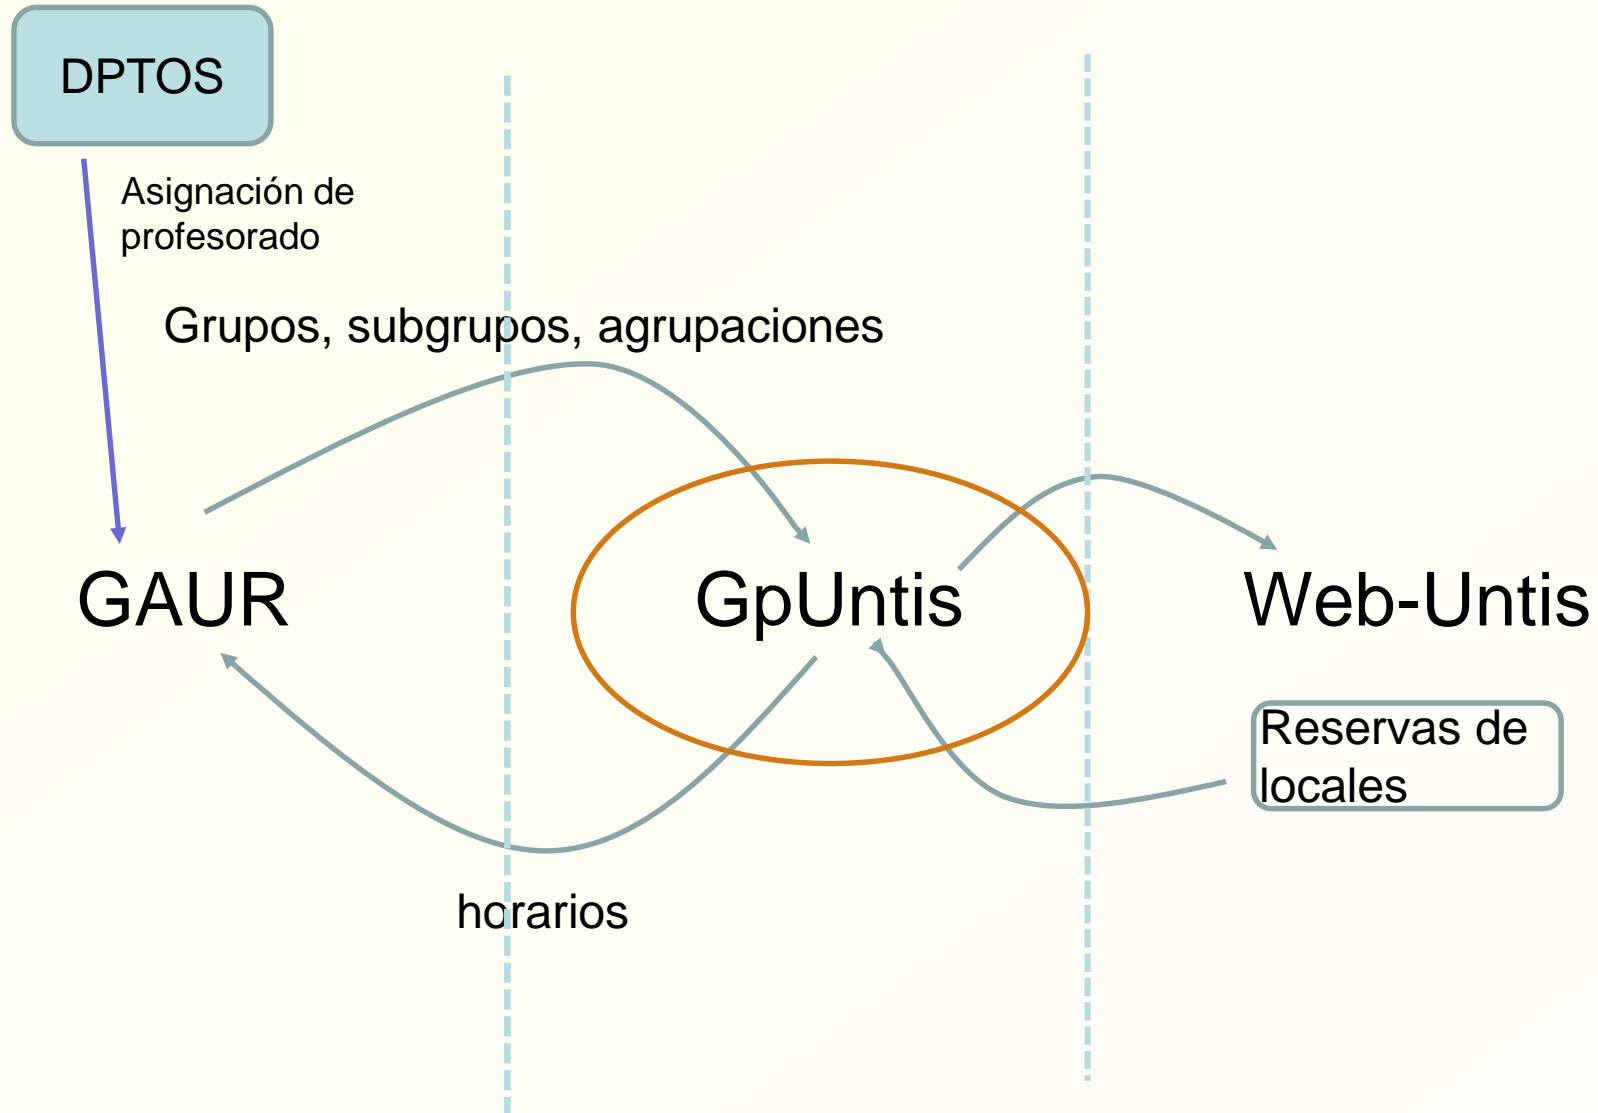 DPTOS
Asignación de
profesorado
Grupos, subgrupos, agrupaciones
GAUR
GpUntis
Web-Untis
Reservas de
locales
horarios